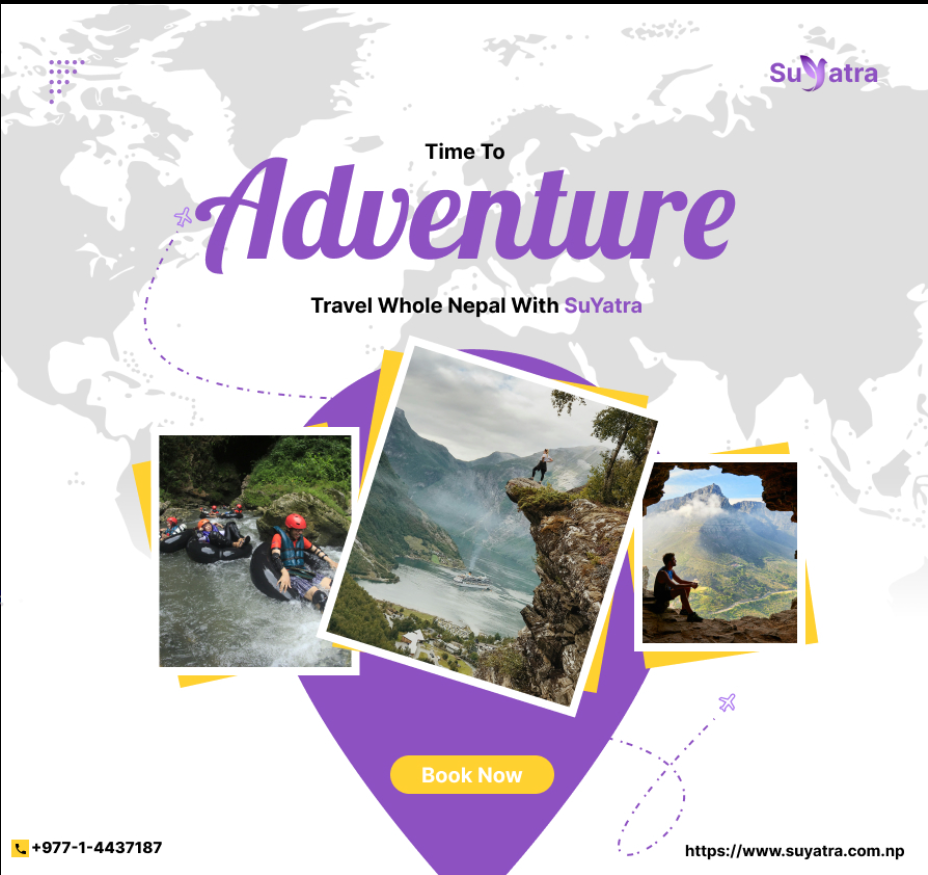 SuYatra
Time To
Adventure
Travel Whole Nepal With SuYatra
Book Now
+977-1-4437187
https://www.suyatra.com.np